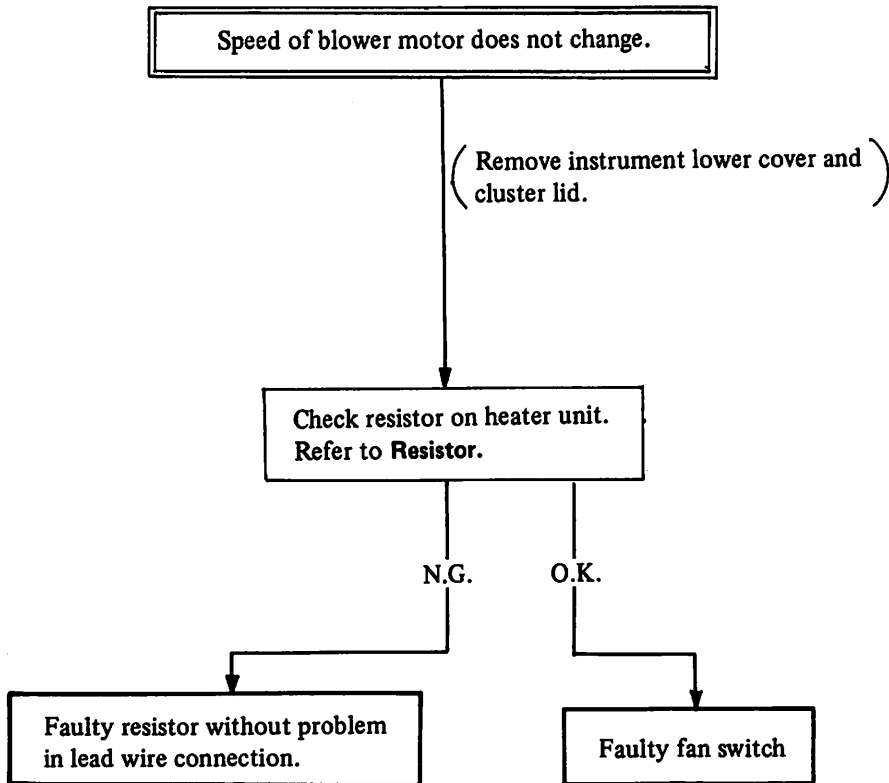 Speed of blower motor does not change.
(Remove instrument lower cover and
cluster lid.)
Check resistor on heater unit.
Refer to Resistor.
N.G. O.K.
Faulty resistor without problem
in lead wire connection.
Faulty fan switch